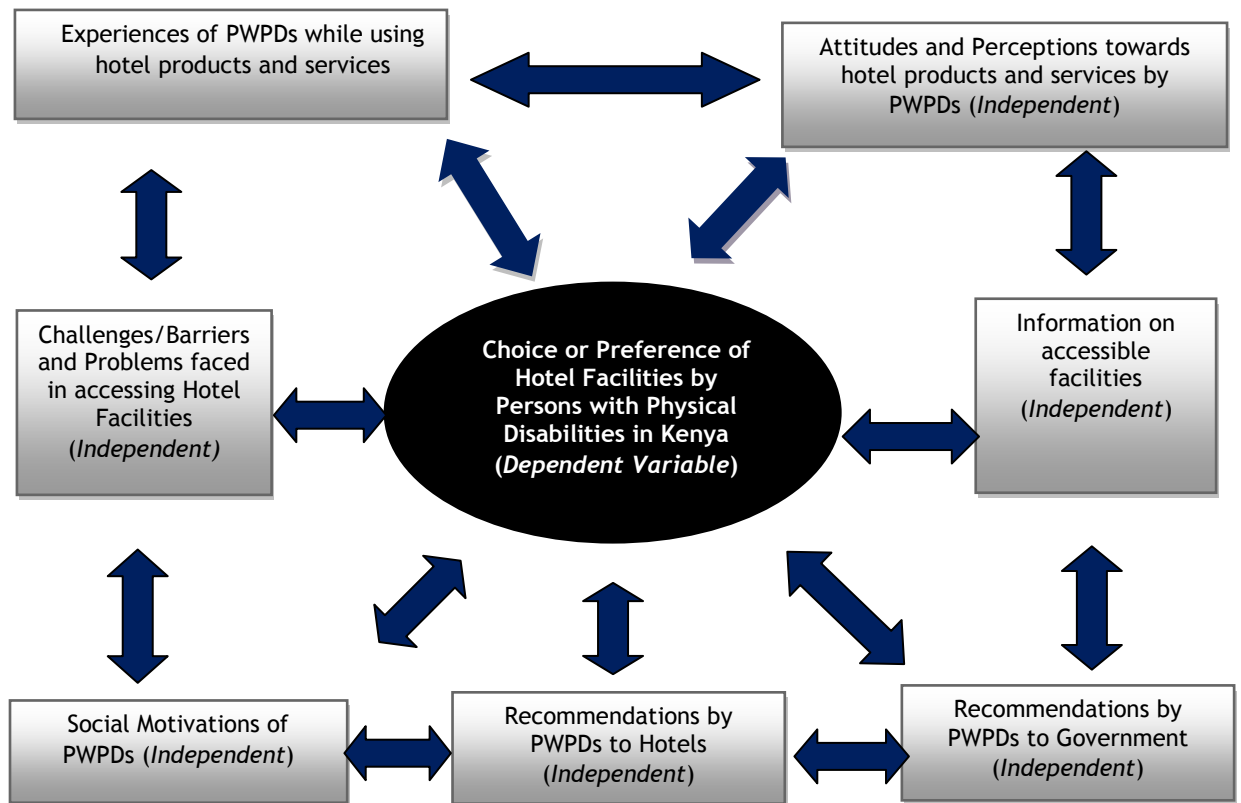 Experiences of PWPDs while using
hotel products and services
Attitudes and Perceptions towards
hotel products and services by
PWPDs (Independent)
Challenges/Barriers
and Problems faced
in accessing Hotel
Facilities
(Independent)
Choice or Preference of
Hotel Facilities by
Persons with Physical
Disabilities in Kenya
(Dependent Variable)
Information on
accessible
facilities
(Independent)
Social Motivations of
PWPDs (Independent)
Recommendations by
PWPDs to Hotels
(Independent)
Recommendations by
PWPDs to Government
(Independent)